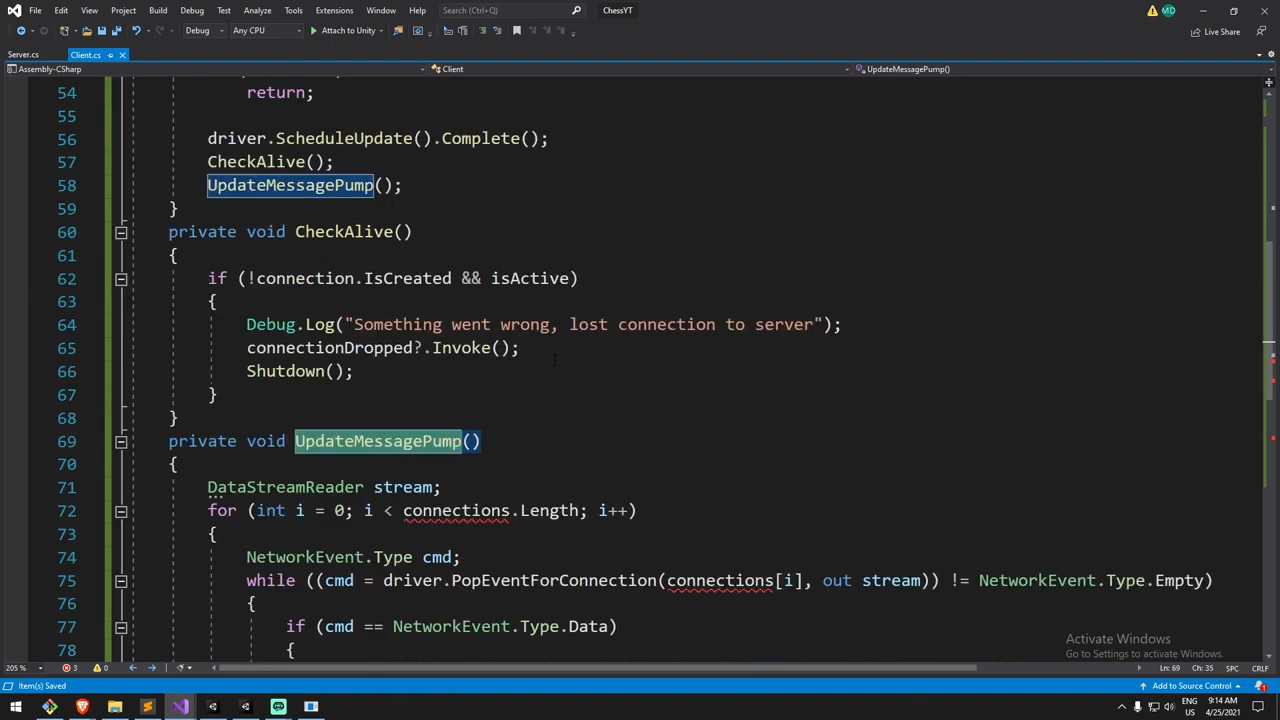 File Edit View Project Build Debug Test Analyze Tools Extensions Window Help Search (Ctrl+Q) ChessYT MD
Debug Any CPU Attach to Unity Live Share
Server.cs Client.cs
Assembly-CSharp Client UpdateMessagePump()
54 return;
55
56 driver.ScheduleUpdate().Complete();
57 CheckAlive();
58 UpdateMessagePump();
59 }
60 private void CheckAlive()
61 {
62 if (!connection.IsCreated && isActive)
63 {
64 Debug.Log("Something went wrong, lost connection to server");
65 connectionDropped?.Invoke();
66 Shutdown();
67 }
68 }
69 private void UpdateMessagePump()
70 {
71 DataStreamReader stream;
72 for (int i = 0; i < connections.Length; i++)
73 {
74 NetworkEvent.Type cmd;
75 while ((cmd = driver.PopEventForConnection(connections[i], out stream)) != NetworkEvent.Type.Empty)
76 {
77 if (cmd == NetworkEvent.Type.Data)
78 {
Activate Windows
Go to Settings to activate Windows.
205 % 3 0 Ln: 69 Ch: 35 SPC CRLF
Item(s) Saved Add to Source Control 1
ENG 9:14 AM
US 4/25/2021